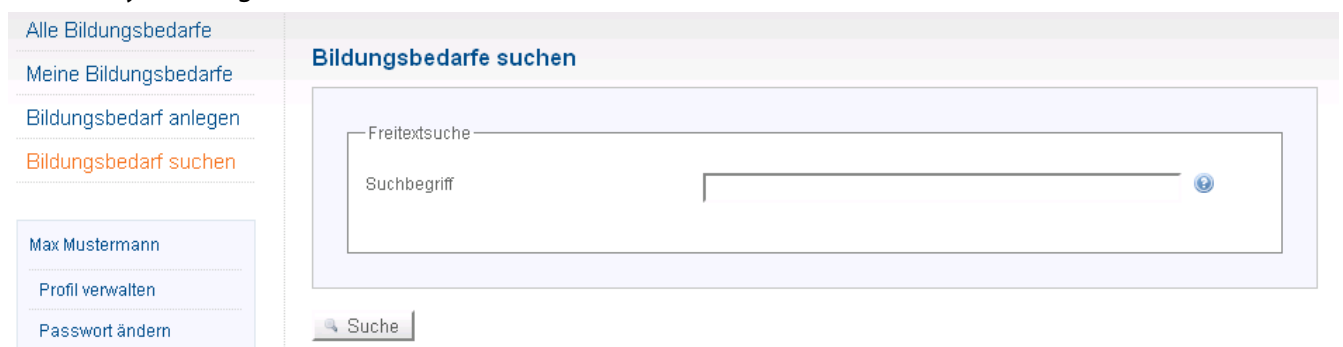 Alle Bildungsbedarfe
Meine Bildungsbedarfe
Bildungsbedarf anlegen
Bildungsbedarf suchen
Max Mustermann
Profil verwalten
Passwort ändern
Bildungsbedarfe suchen
Freitextsuche
Suchbegriff
Suche